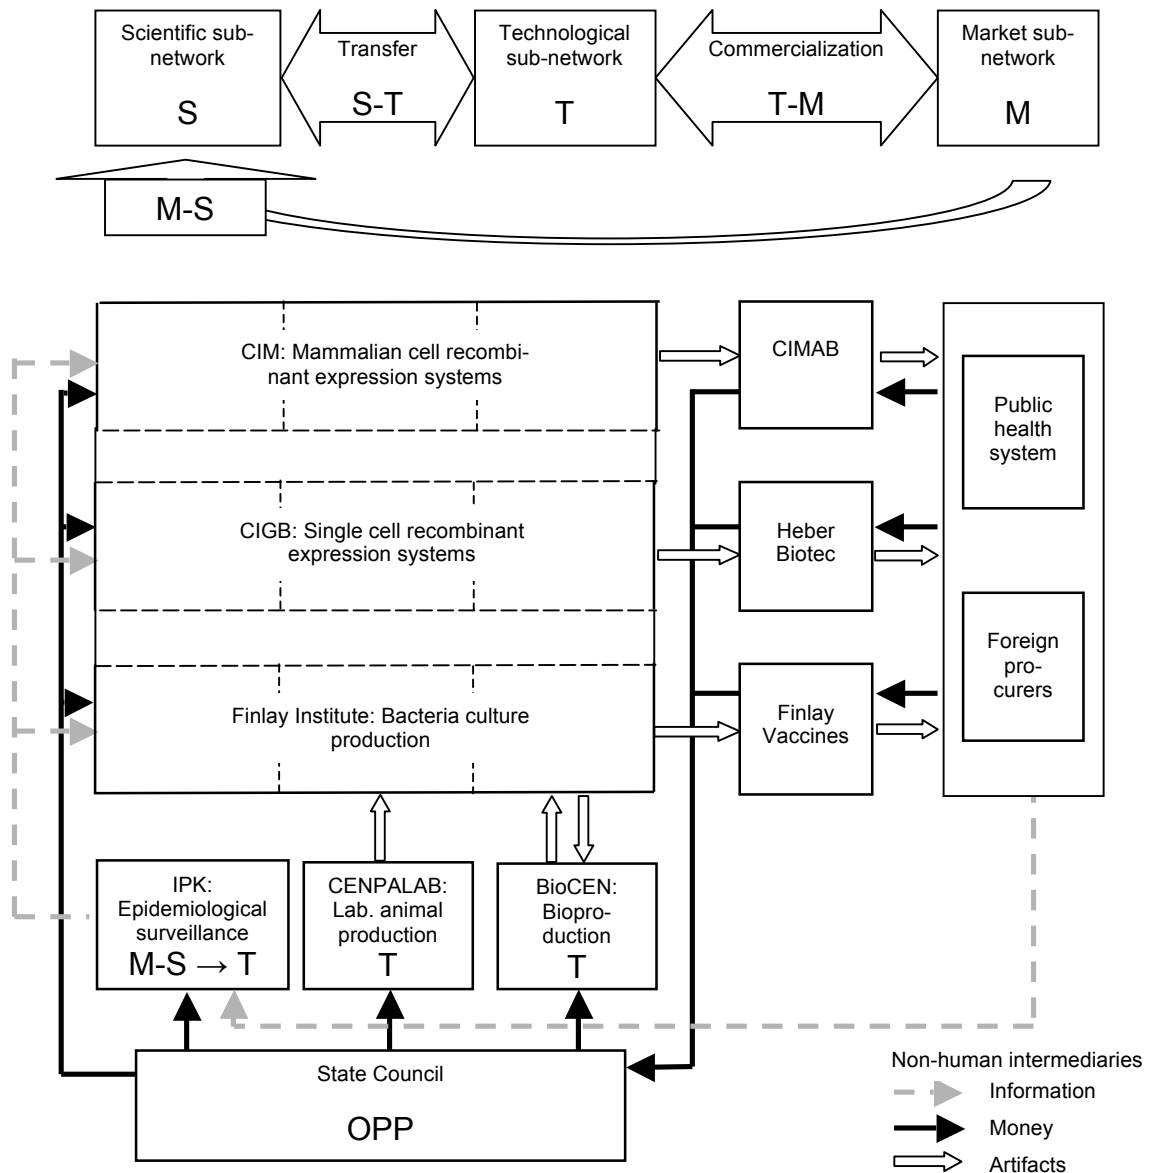 Scientific sub-
network
S
Transfer
S-T
Technological
sub-network
T
Commercialization
T-M
Market sub-
network
M
M-S
CIM: Mammalian cell recombi-
nant expression systems
CIMAB
Public
health
system
CIGB: Single cell recombinant
expression systems
Heber
Biotec
Foreign
pro-
curers
Finlay Institute: Bacteria culture
production
Finlay
Vaccines
IPK:
Epidemiological
surveillance
M-S → T
CENPALAB:
Lab. animal
production
T
BioCEN:
Biopro-
duction
T
State Council
OPP
Non-human intermediaries
Information
Money
Artifacts